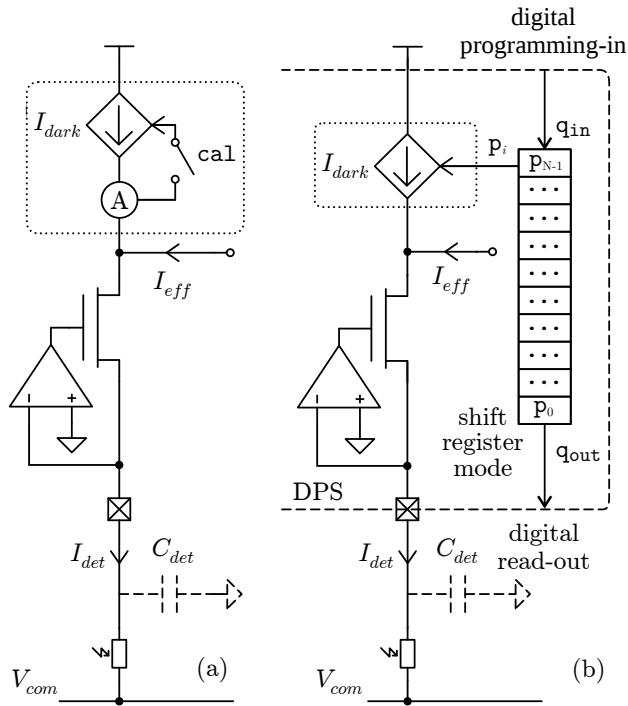 I_dark
cal
A
I_eff
- +
I_det
C_det
V_com
(a)
digital
programming-in
q_in
p_i
p_N-1
I_dark
I_eff
- +
shift
register
mode
p_0
q_out
DPS
digital
read-out
I_det
C_det
V_com
(b)